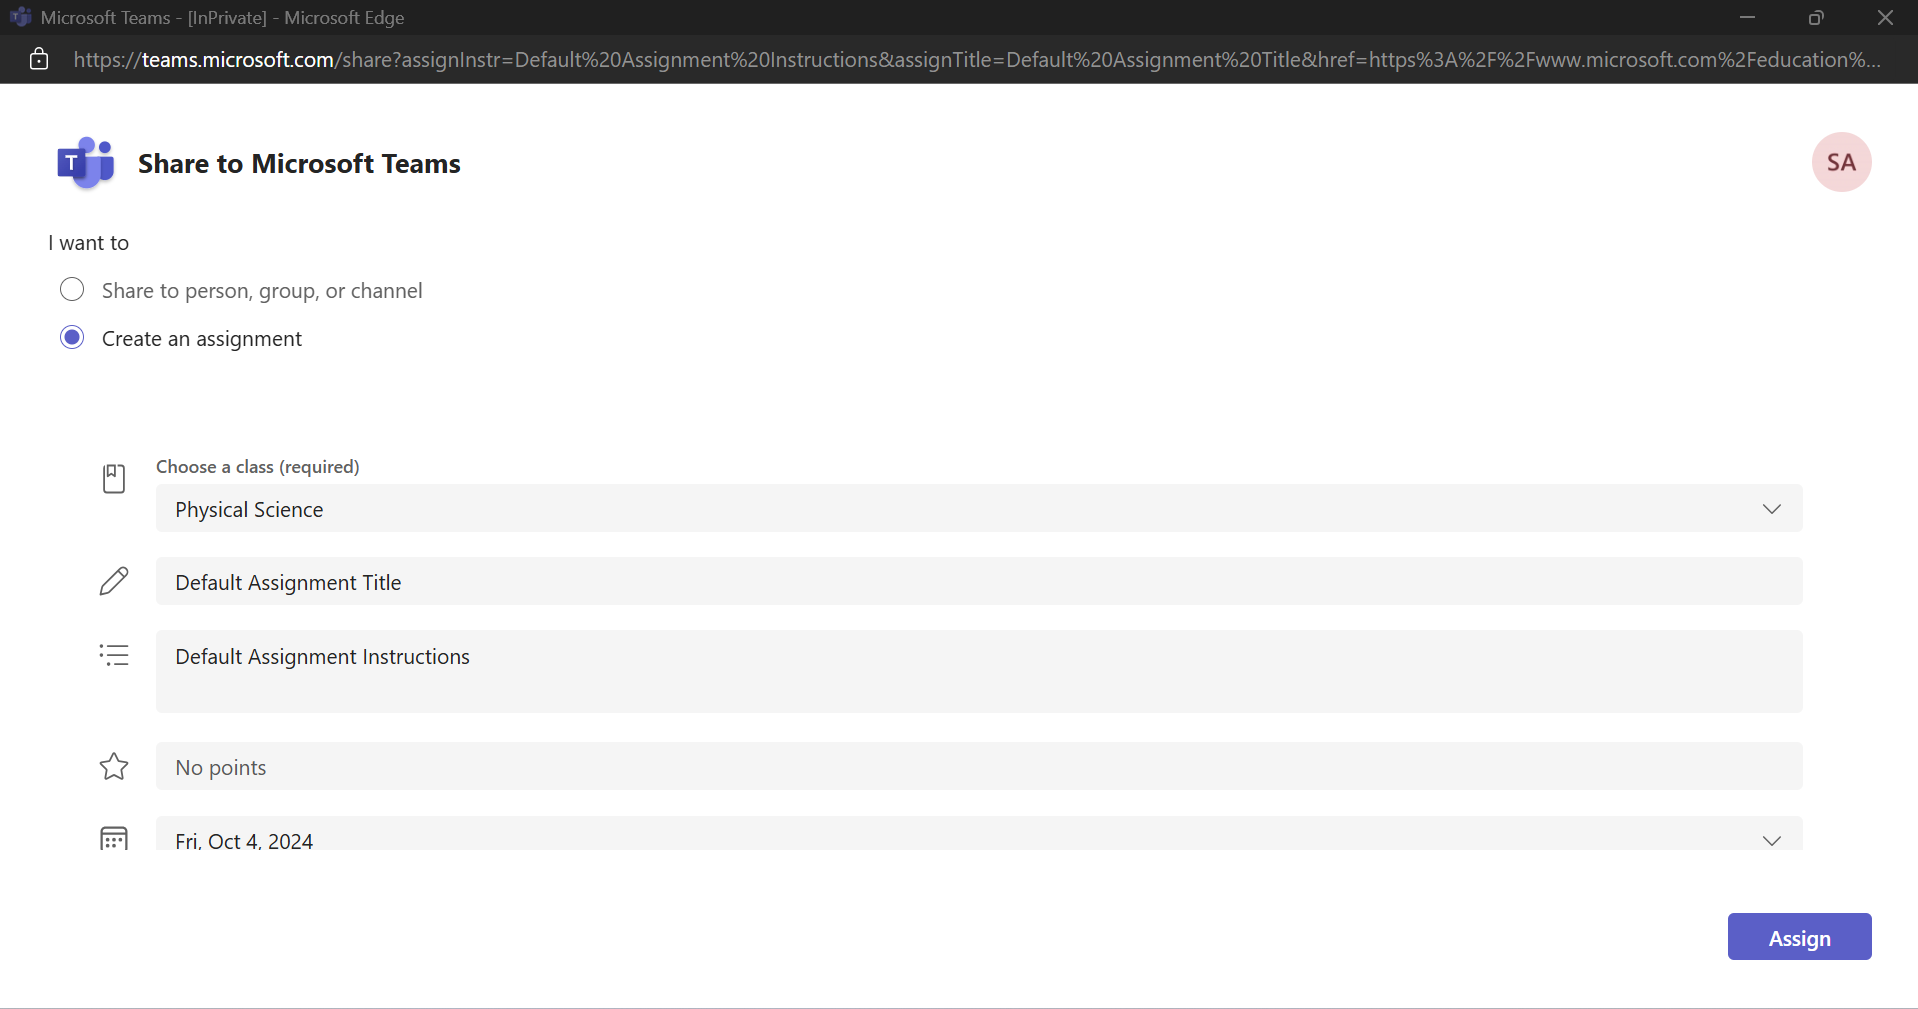 Microsoft Teams - [InPrivate] - Microsoft Edge
https://teams.microsoft.com/share?assignInstr=Default%20Assignment%20Instructions&assignTitle=Default%20Assignment%20Title&href=https%3A%2F%2Fwww.microsoft.com%2Feducation%...
T
Share to Microsoft Teams
SA
I want to
Share to person, group, or channel
Create an assignment
Choose a class (required)
Physical Science
Default Assignment Title
Default Assignment Instructions
No points
Fri, Oct 4, 2024
Assign